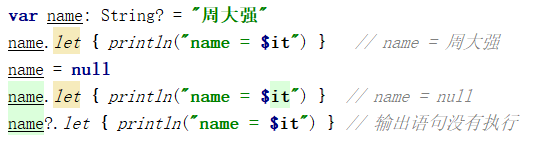 var name: String? = "周大强"
name.let { println("name = $it") }   // name = 周大强
name = null
name.let { println("name = $it") }  // name = null
name?.let { println("name = $it") } // 输出语句没有执行